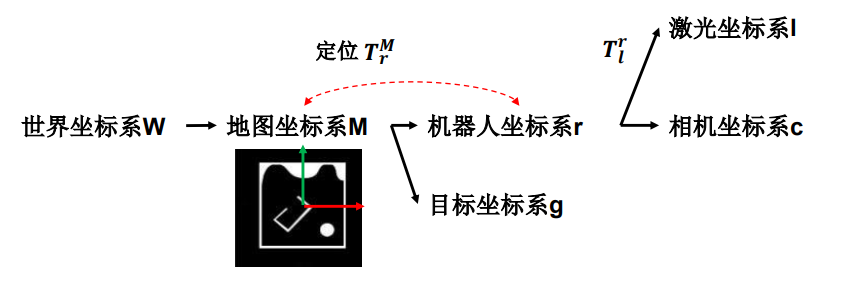 激光坐标系l
定位 T_r^M
T_l^r
世界坐标系W
地图坐标系M
机器人坐标系r
相机坐标系c
目标坐标系g